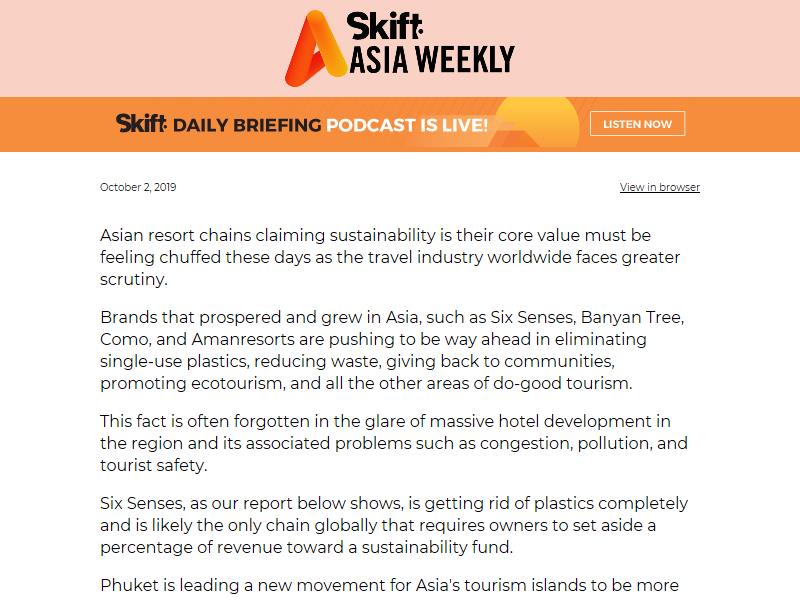 Skift
ASIA WEEKLY
Skift DAILY BRIEFING PODCAST IS LIVE!
LISTEN NOW
October 2, 2019
View in browser
Asian resort chains claiming sustainability is their core value must be
feeling chuffed these days as the travel industry worldwide faces greater
scrutiny.
Brands that prospered and grew in Asia, such as Six Senses, Banyan Tree,
Como, and Amanresorts are pushing to be way ahead in eliminating
single-use plastics, reducing waste, giving back to communities,
promoting ecotourism, and all the other areas of do-good tourism.
This fact is often forgotten in the glare of massive hotel development in
the region and its associated problems such as congestion, pollution, and
tourist safety.
Six Senses, as our report below shows, is getting rid of plastics completely
and is likely the only chain globally that requires owners to set aside a
percentage of revenue toward a sustainability fund.
Phuket is leading a new movement for Asia's tourism islands to be more